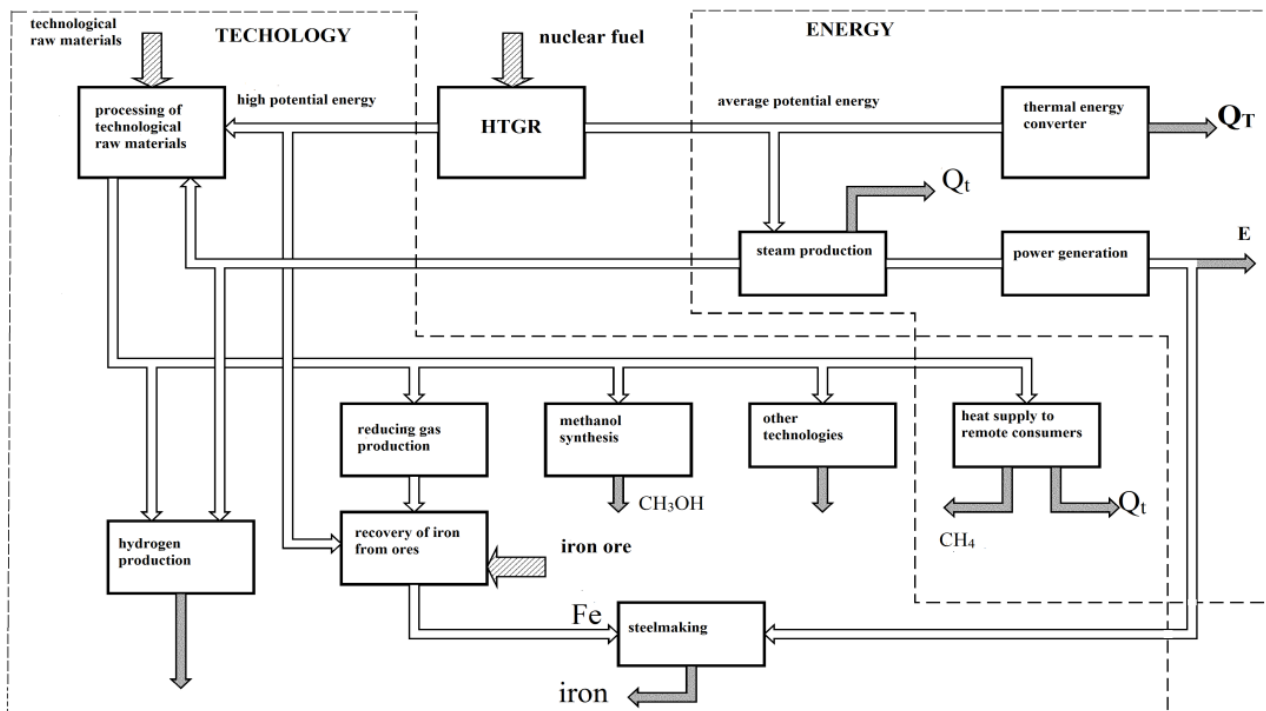 technological
raw materials
TECHOLOGY
nuclear fuel
ENERGY
processing of
technological
raw materials
high potential energy
HTGR
average potential energy
thermal energy
converter
QT
Qt
steam production
power generation
E
reducing gas
production
methanol
synthesis
other
technologies
heat supply to
remote consumers
CH3OH
CH4
Qt
hydrogen
production
recovery of iron
from ores
iron ore
Fe
steelmaking
iron